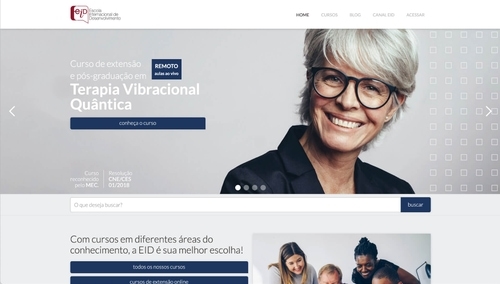 EID
Escola
Internacional de
Desenvolvimento
HOME CURSOS BLOG CANAL EID ACESSAR
Curso de extensão
e pós-graduação em
REMOTO
aulas ao vivo
Terapia Vibracional
Quântica
conheça o curso
Curso
reconhecido
pelo MEC.
Resolução
CNE/CES
01/2018
O que deseja buscar?
buscar
Com cursos em diferentes áreas do
conhecimento, a EID é sua melhor escolha!
todos os nossos cursos
cursos de extensão online